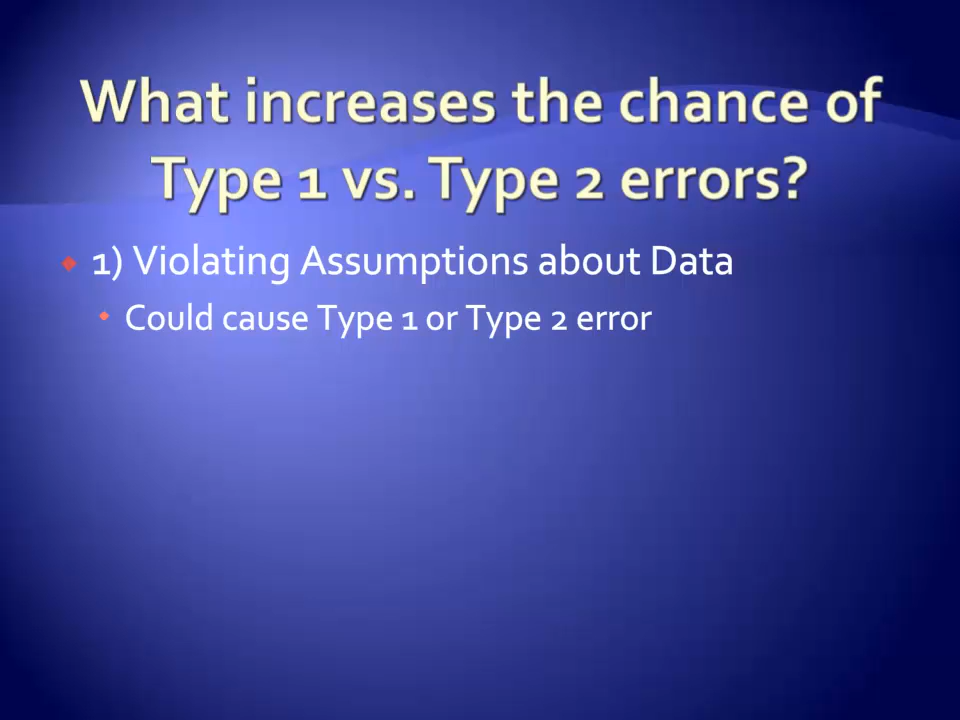 What increases the chance of
Type 1 vs. Type 2 errors?
1) Violating Assumptions about Data
Could cause Type 1 or Type 2 error